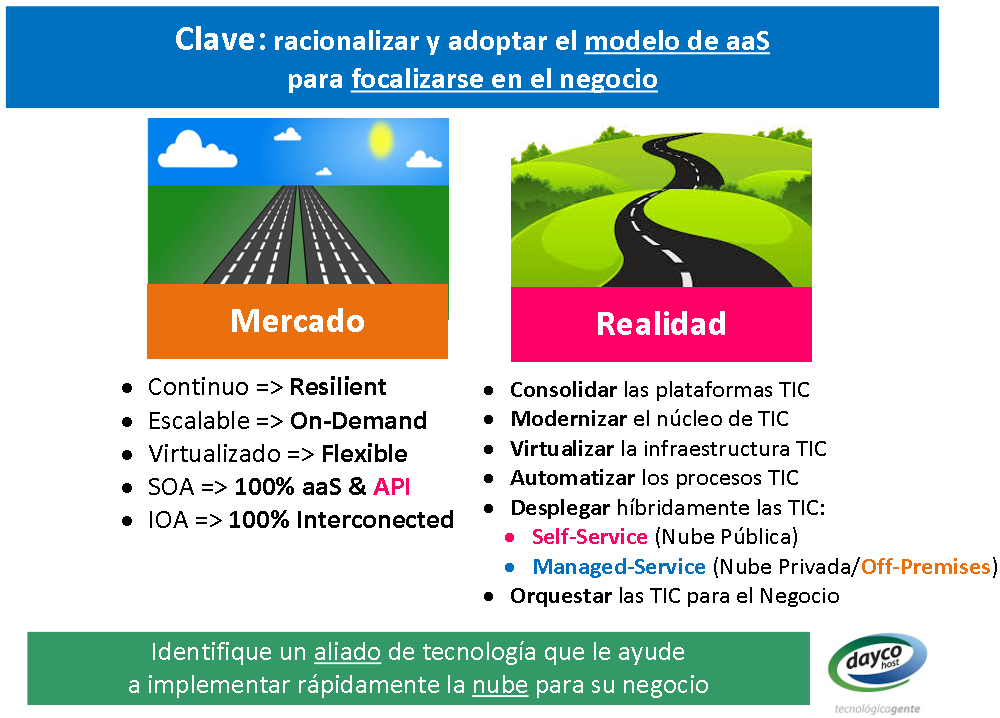 Clave: racionalizar y adoptar el modelo de aaS
para focalizarse en el negocio
Mercado
• Continuo => Resilient
• Escalable => On-Demand
• Virtualizado => Flexible
• SOA => 100% aaS & API
• IOA => 100% Interconected
Realidad
• Consolidar las plataformas TIC
• Modernizar el núcleo de TIC
• Virtualizar la infraestructura TIC
• Automatizar los procesos TIC
• Desplegar híbridamente las TIC:
• Self-Service (Nube Pública)
• Managed-Service (Nube Privada/Off-Premises)
• Orquestar las TIC para el Negocio
Identifique un aliado de tecnología que le ayude
a implementar rápidamente la nube para su negocio
dayco
host
tecnológicagente